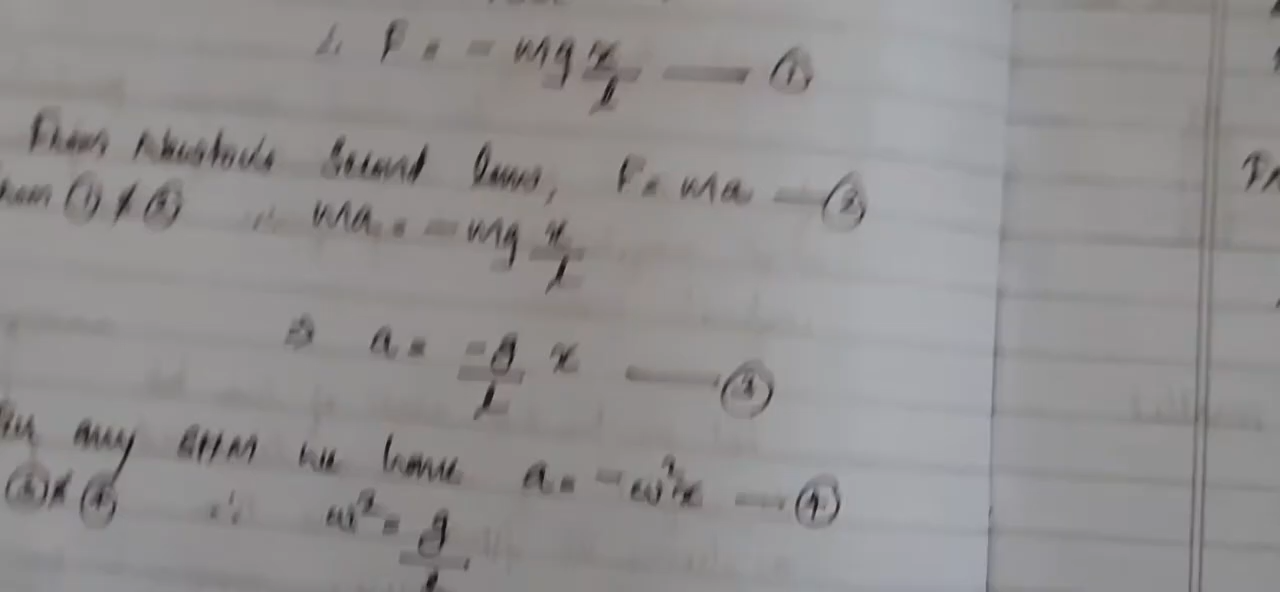 ∴ F = - mg x/l — ①
From Newton's Second law, F = ma — ②
from ① & ② ∴ ma = - mg x/l
⇒ a = -g/l x — ③
For any SHM we have a = -ω²x — ④
③ & ④ ∴ ω² = g/l